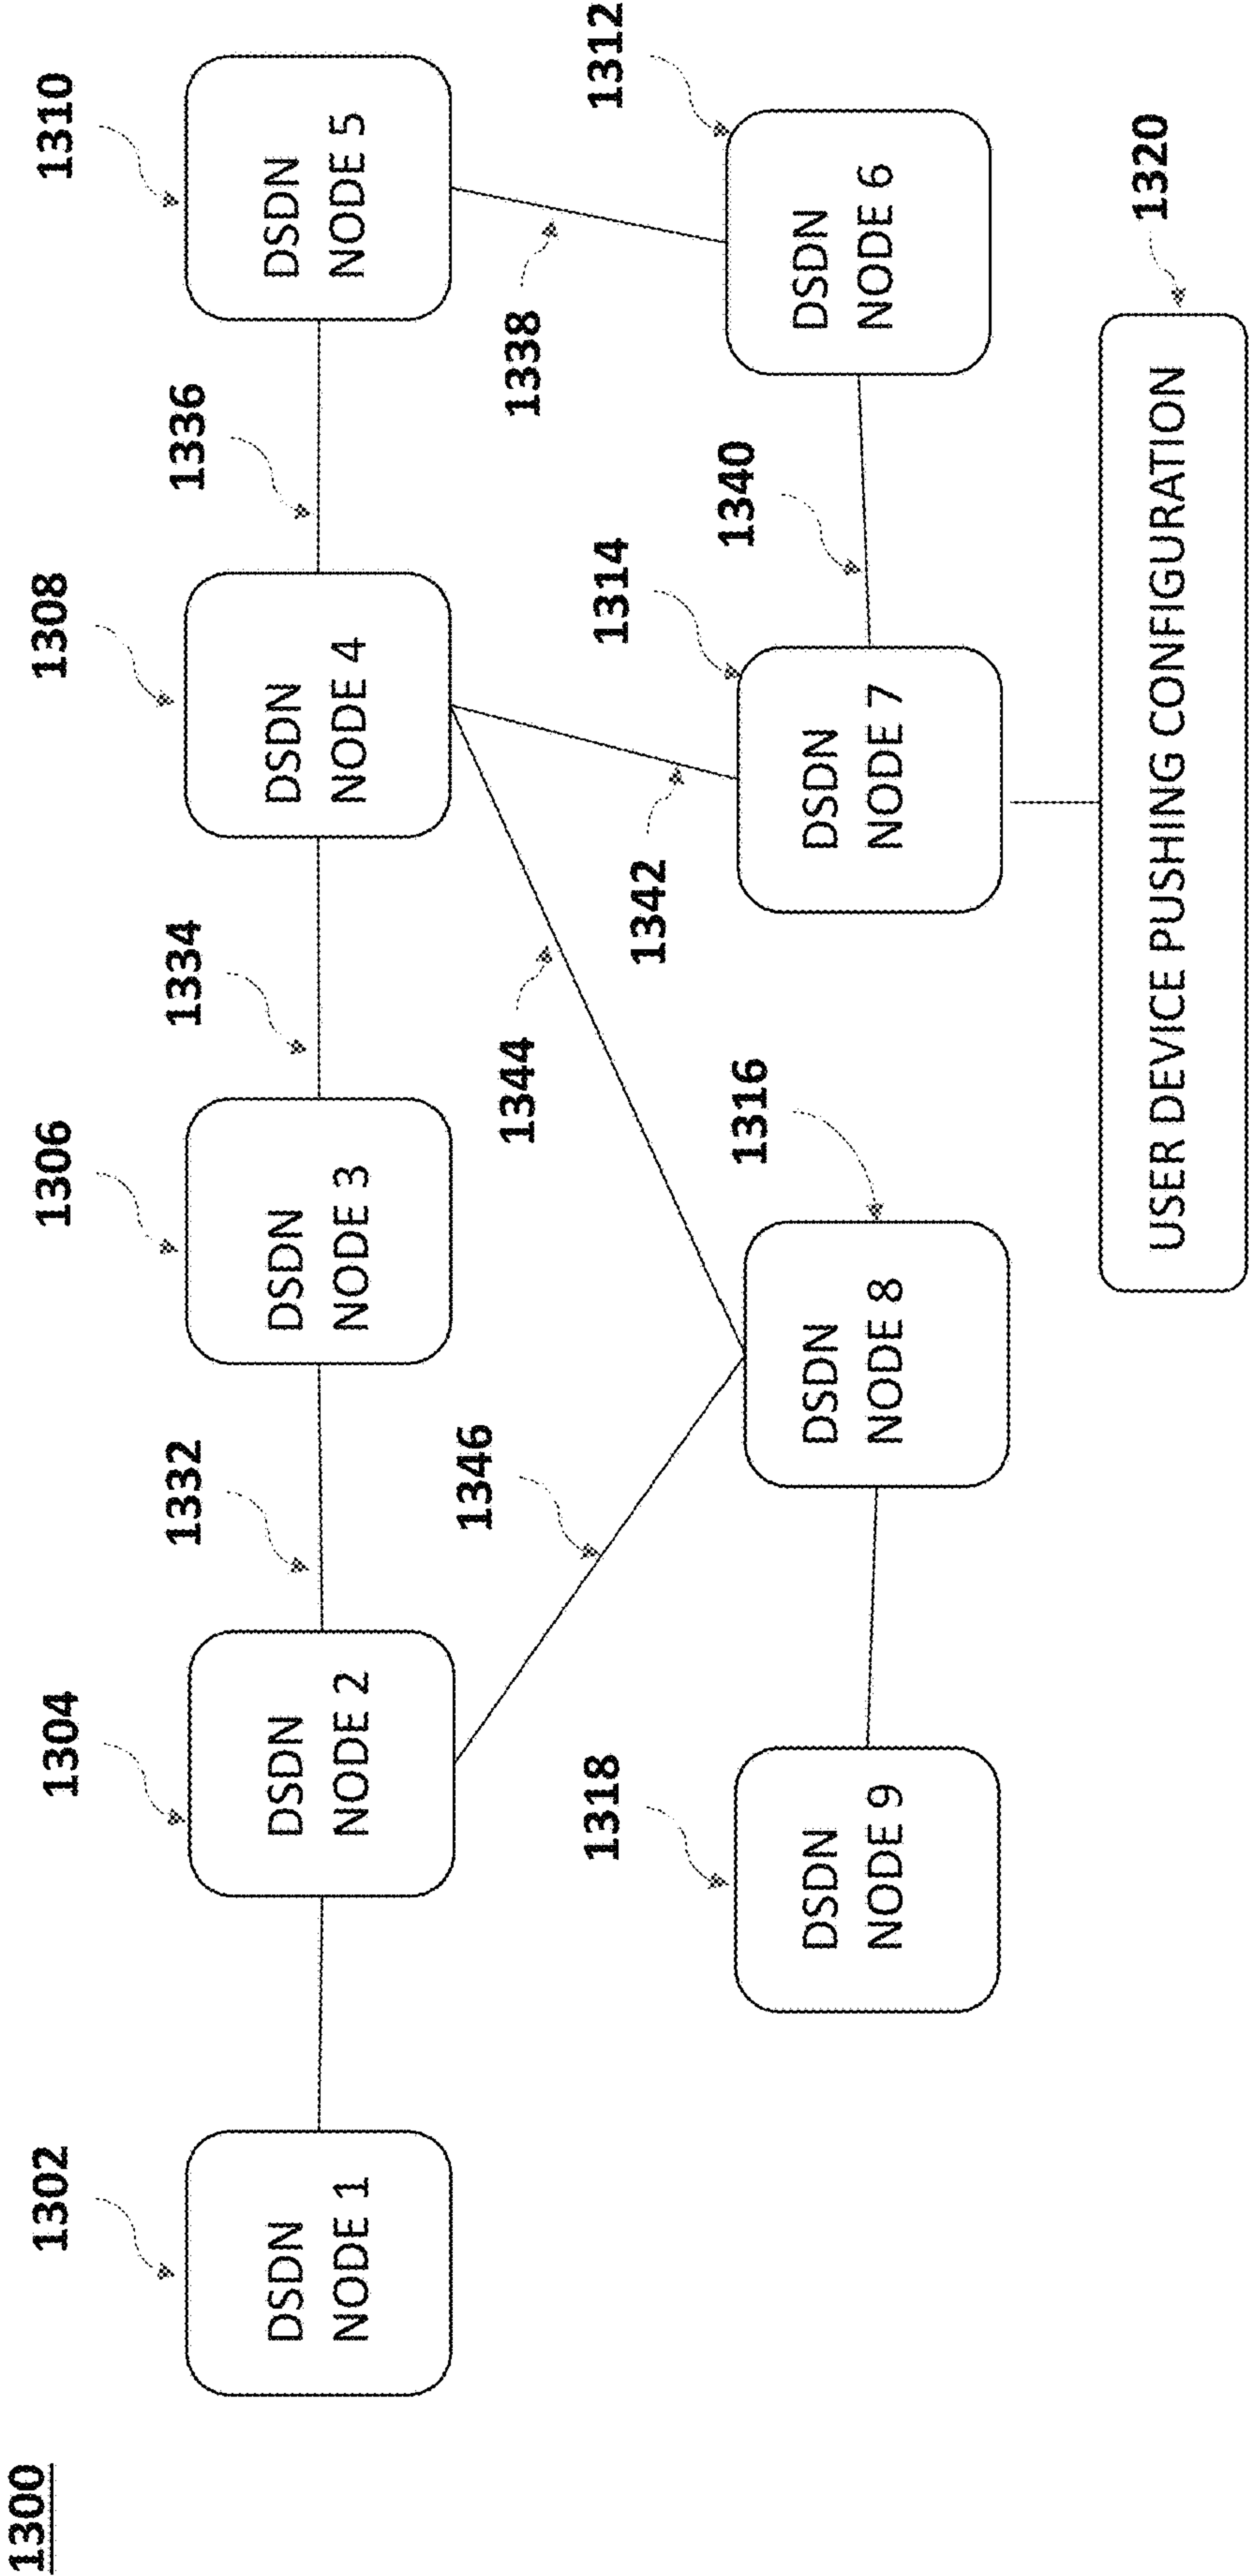 1300
1302
1304
1306
1308
1310
DSDN
NODE 1
DSDN
NODE 2
DSDN
NODE 3
DSDN
NODE 4
DSDN
NODE 5
1332
1334
1336
1346
1344
1338
1318
1316
1342
1314
1340
1312
DSDN
NODE 9
DSDN
NODE 8
DSDN
NODE 7
DSDN
NODE 6
1320
USER DEVICE PUSHING CONFIGURATION